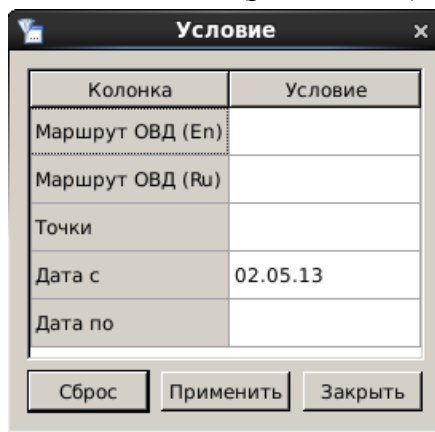 Условие
Колонка Условие
Маршрут ОВД (En)
Маршрут ОВД (Ru)
Точки
Дата с 02.05.13
Дата по
Сброс Применить Закрыть